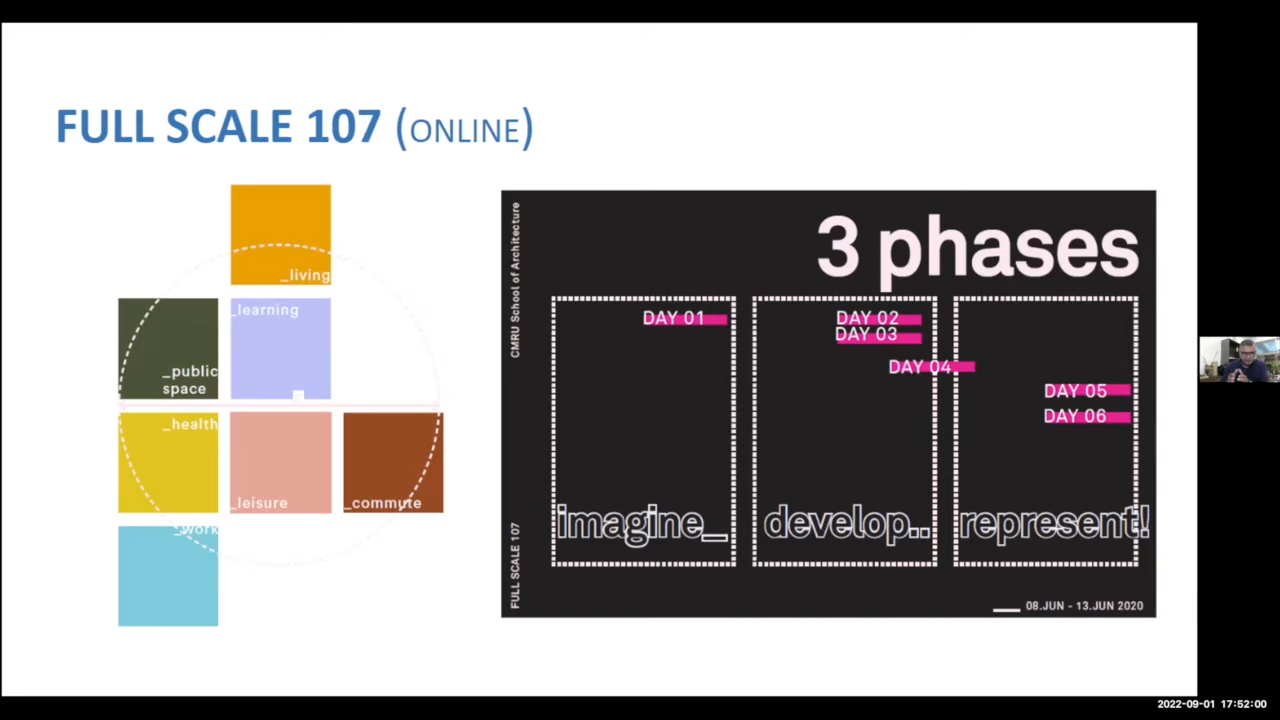 FULL SCALE 107 (ONLINE)
_living
_learning
_public
space
_health
_leisure
_commute
_work
CMRU School of Architecture
FULL SCALE 107
3 phases
DAY 01
DAY 02
DAY 03
DAY 04
DAY 05
DAY 06
imagine_
develop..
represent!
08.JUN - 13.JUN 2020
2022-09-01 17:52:00